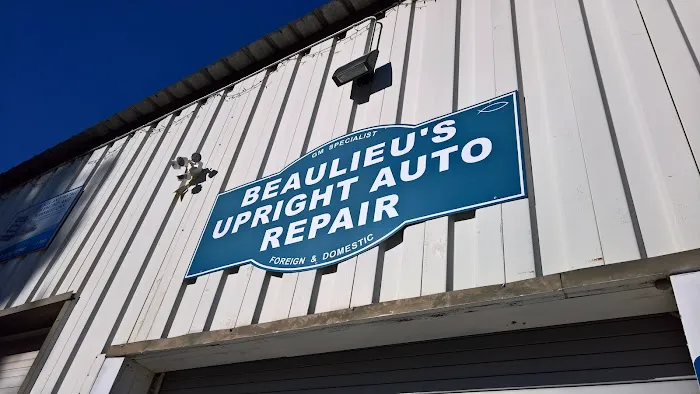 GM SPECIALIST
BEAULIEU'S
UPRIGHT AUTO
REPAIR
FOREIGN & DOMESTIC